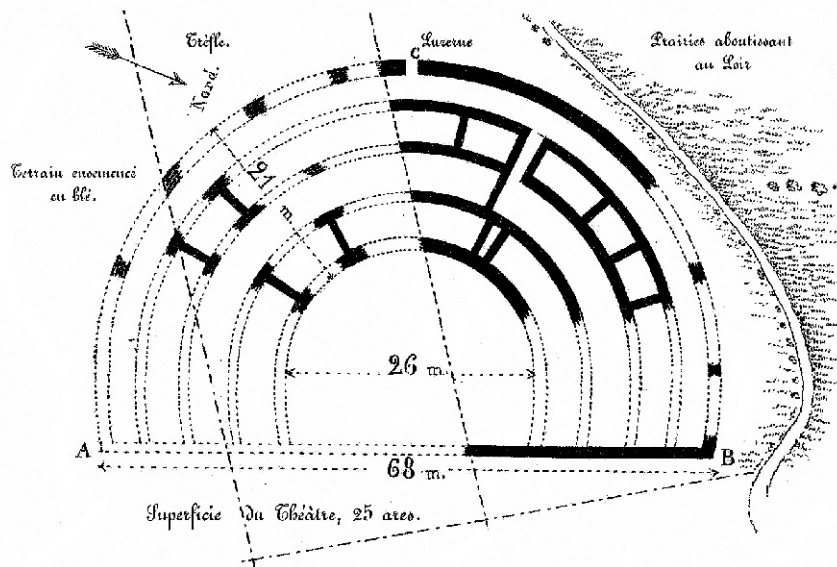 Trèfle.
Luzerne
Prairies aboutissant
au Loir
C
Nord.
Terrain ensemencé
en blé.
21 m.
26 m.
A
B
68 m.
Superficie du Théâtre, 25 ares.